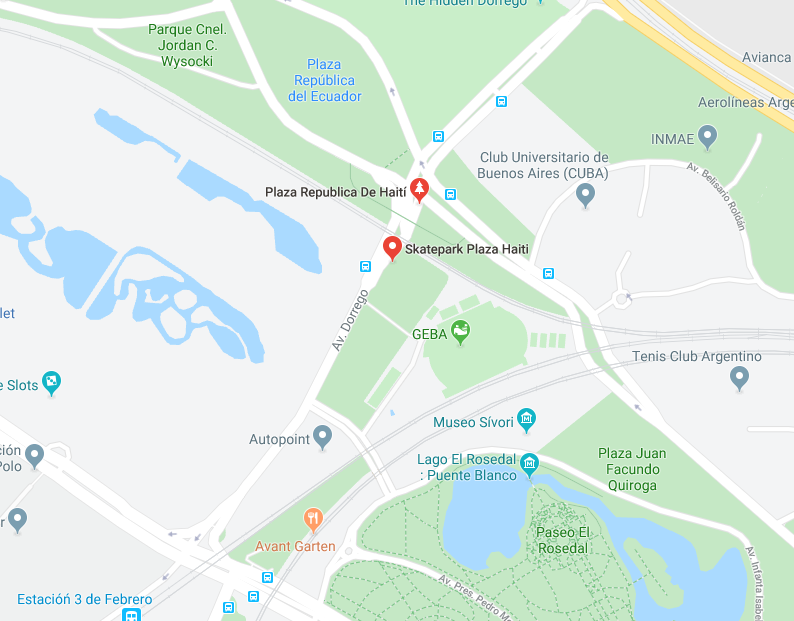 The Hidden Dorrego
Parque Cnel.
Jordan C.
Wysocki
Plaza
República
del Ecuador
Avianca
Aerolíneas Arge
INMAE
Club Universitario de
Buenos Aires (CUBA)
Av. Belisario Roldán
Plaza Republica De Haití
Skatepark Plaza Haiti
Av. Dorrego
let
GEBA
Tenis Club Argentino
e Slots
Museo Sívori
Autopoint
ción
Polo
Lago El Rosedal
: Puente Blanco
Plaza Juan
Facundo
Quiroga
r
Avant Garten
Paseo El
Rosedal
Av. Infanta Isabe
Av. Pres. Pedro M
Estación 3 de Febrero